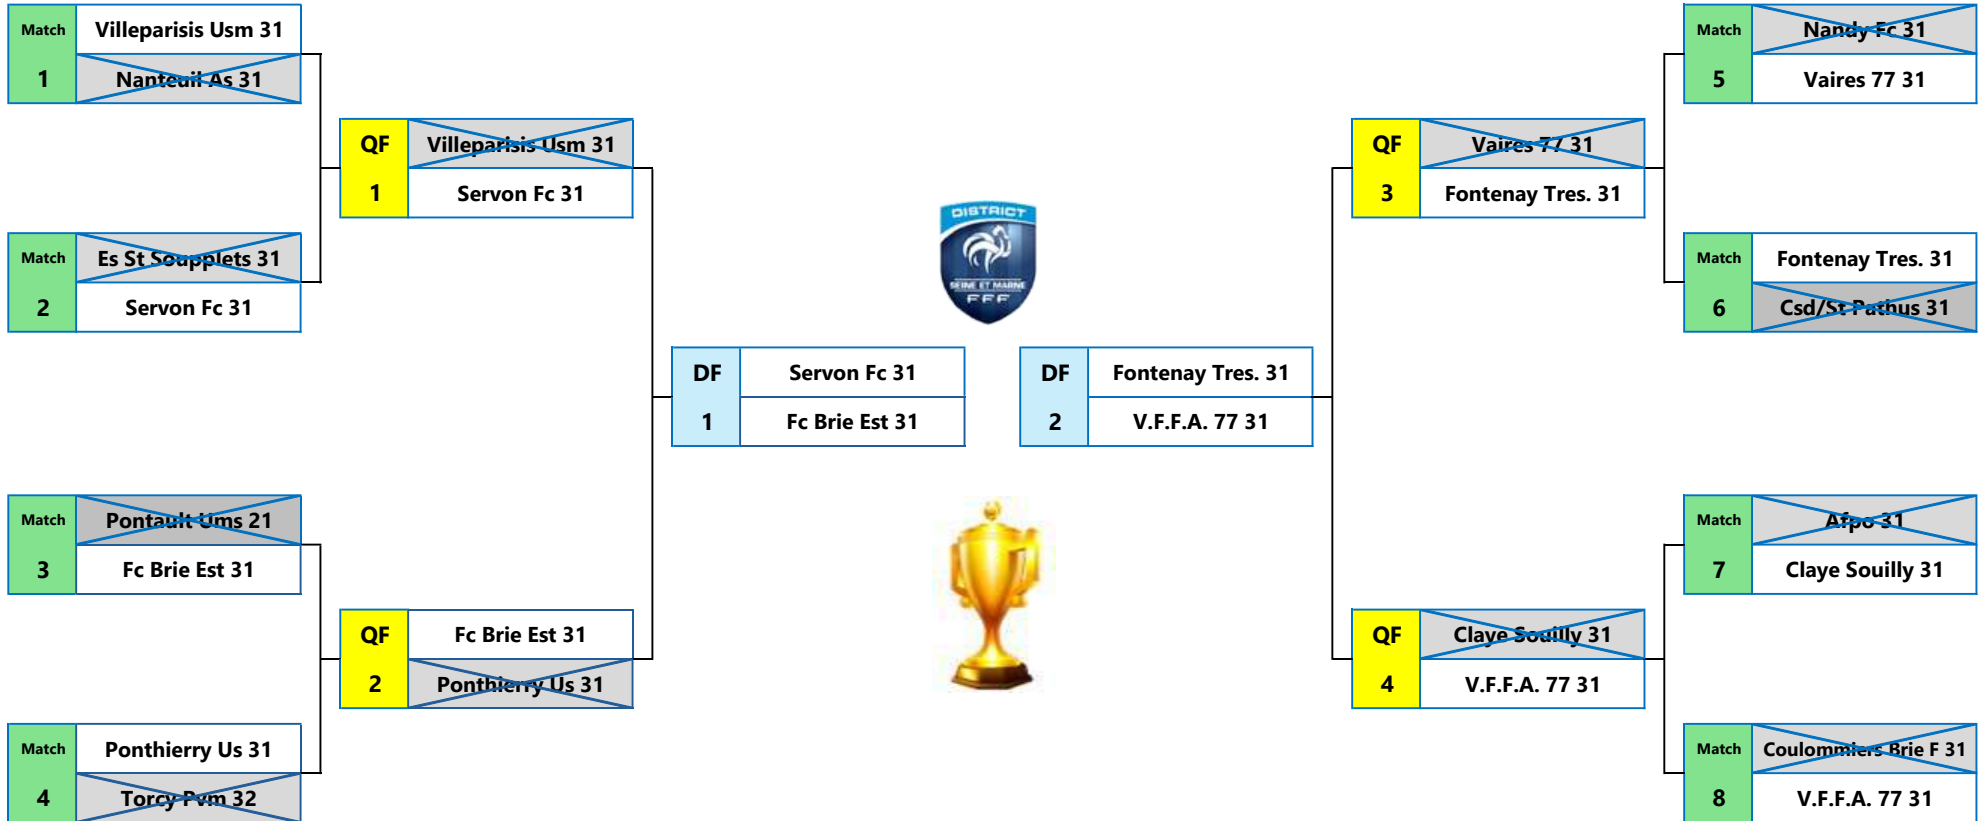 Match 1
Villeparisis Usm 31
Nanteuil As 31
Match 2
Es St Soupplets 31
Servon Fc 31
Match 3
Pontault Ums 21
Fc Brie Est 31
Match 4
Ponthierry Us 31
Torcy Pvm 32
QF 1
Villeparisis Usm 31
Servon Fc 31
QF 2
Fc Brie Est 31
Ponthierry Us 31
DF 1
Servon Fc 31
Fc Brie Est 31
DISTRICT
SEINE ET MARNE
FFF
DF 2
Fontenay Tres. 31
V.F.F.A. 77 31
QF 3
Vaires 77 31
Fontenay Tres. 31
QF 4
Claye Souilly 31
V.F.F.A. 77 31
Match 5
Nandy Fc 31
Vaires 77 31
Match 6
Fontenay Tres. 31
Csd/St Pathus 31
Match 7
Afpo 31
Claye Souilly 31
Match 8
Coulommiers Brie F 31
V.F.F.A. 77 31